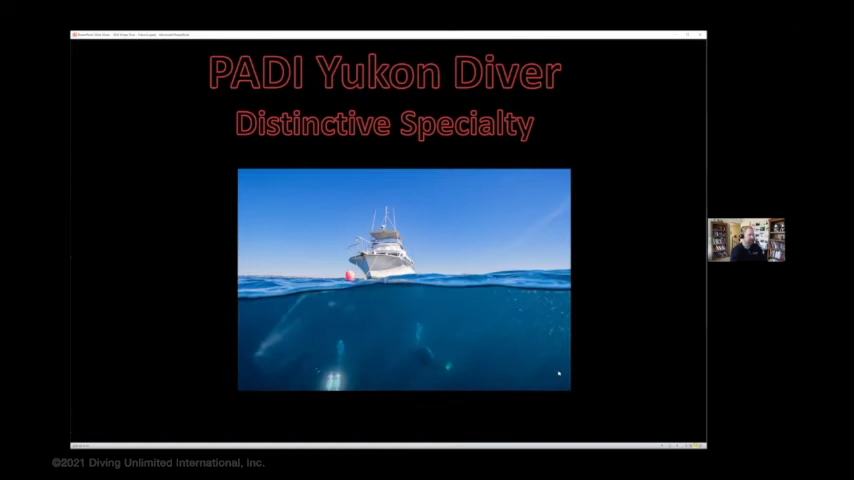 PADI Yukon Diver
Distinctive Specialty
©2021 Diving Unlimited International, Inc.